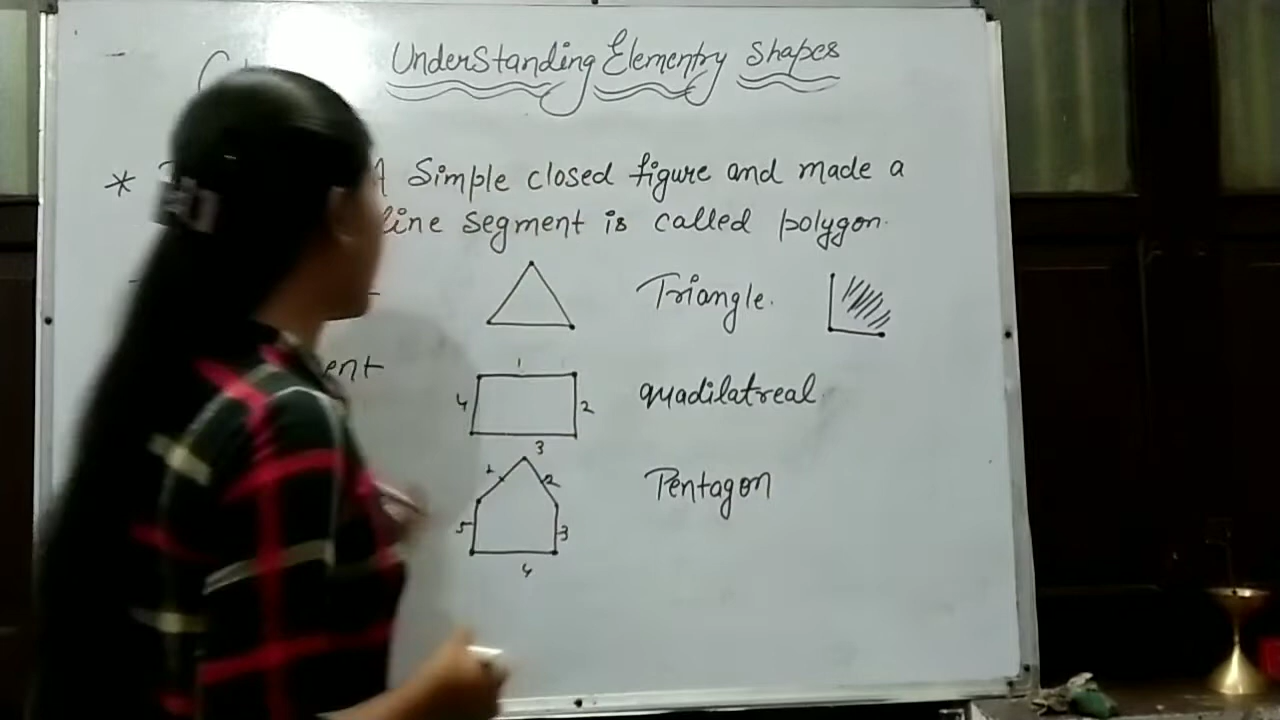 Understanding Elementry Shapes
* A Simple closed figure and made a
line segment is called polygon.
Triangle.
1
4
2
3
quadilatreal
1
2
5
3
4
Pentagon